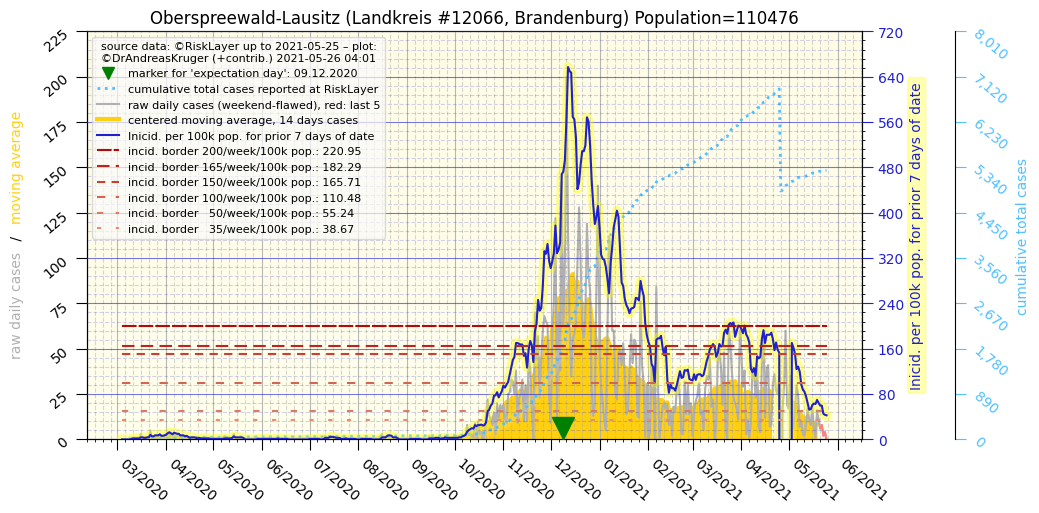 Oberspreewald-Lausitz (Landkreis #12066, Brandenburg) Population=110476
source data: ©RiskLayer up to 2021-05-25 – plot:
©DrAndreasKruger (+contrib.) 2021-05-26 04:01
marker for 'expectation day': 09.12.2020
cumulative total cases reported at RiskLayer
raw daily cases (weekend-flawed), red: last 5
centered moving average, 14 days cases
Inicid. per 100k pop. for prior 7 days of date
incid. border 200/week/100k pop.: 220.95
incid. border 165/week/100k pop.: 182.29
incid. border 150/week/100k pop.: 165.71
incid. border 100/week/100k pop.: 110.48
incid. border   50/week/100k pop.: 55.24
incid. border   35/week/100k pop.: 38.67
raw daily cases / moving average
225
200
175
150
125
100
75
50
25
0
03/2020
04/2020
05/2020
06/2020
07/2020
08/2020
09/2020
10/2020
11/2020
12/2020
01/2021
02/2021
03/2021
04/2021
05/2021
06/2021
720
640
560
480
400
320
240
160
80
0
Inicid. per 100k pop. for prior 7 days of date
8,010
7,120
6,230
5,340
4,450
3,560
2,670
1,780
890
0
cumulative total cases